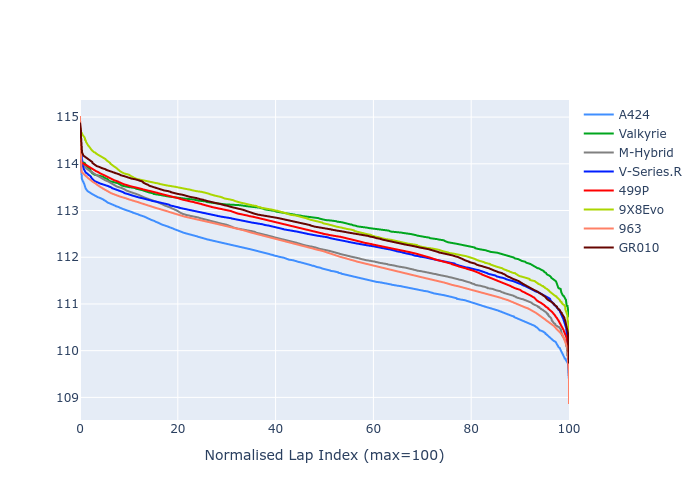 115
114
113
112
111
110
109
0
20
40
60
80
100
Normalised Lap Index (max=100)
A424
Valkyrie
M-Hybrid
V-Series.R
499P
9X8Evo
963
GR010